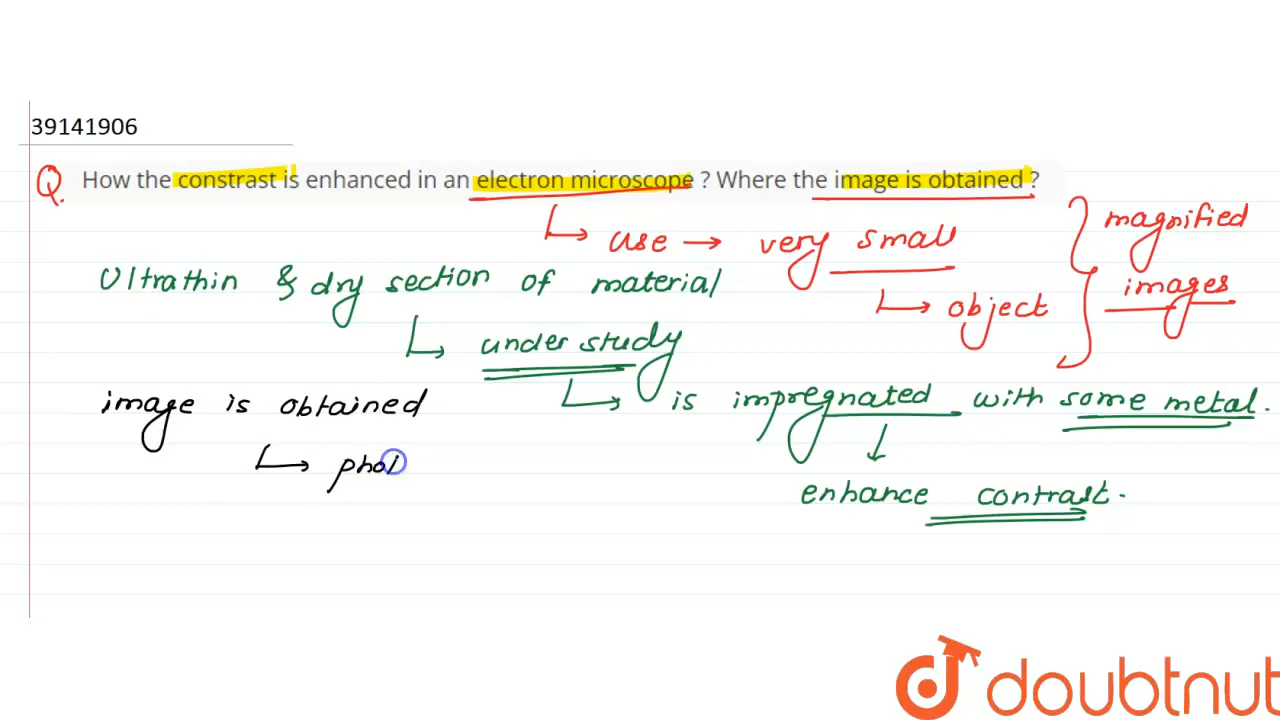 39141906
Q. How the constrast is enhanced in an electron microscope ? Where the image is obtained ?
use → very small
object
magnified
images
Ultrathin & dry section of material
under study
is impregnated with some metal.
enhance contrast.
image is obtained
phot
doubtnut